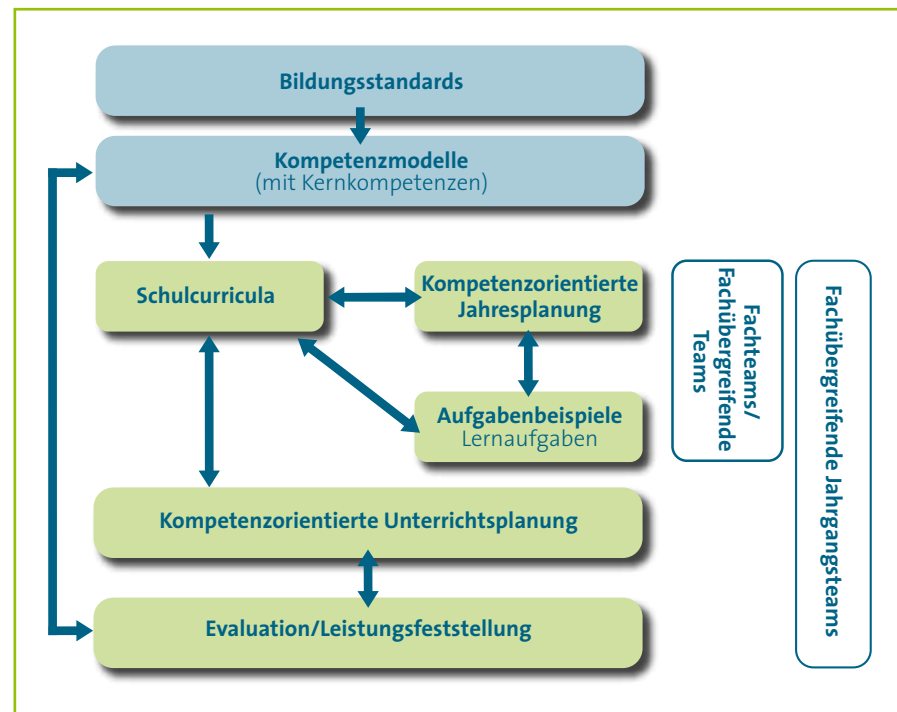 Bildungsstandards
Kompetenzmodelle
(mit Kernkompetenzen)
Schulcurricula
Kompetenzorientierte
Jahresplanung
Aufgabenbeispiele
Lernaufgaben
Kompetenzorientierte Unterrichtsplanung
Evaluation/Leistungsfeststellung
Fachteams/
Fachübergreifende
Teams
Fachübergreifende Jahrgangsteams